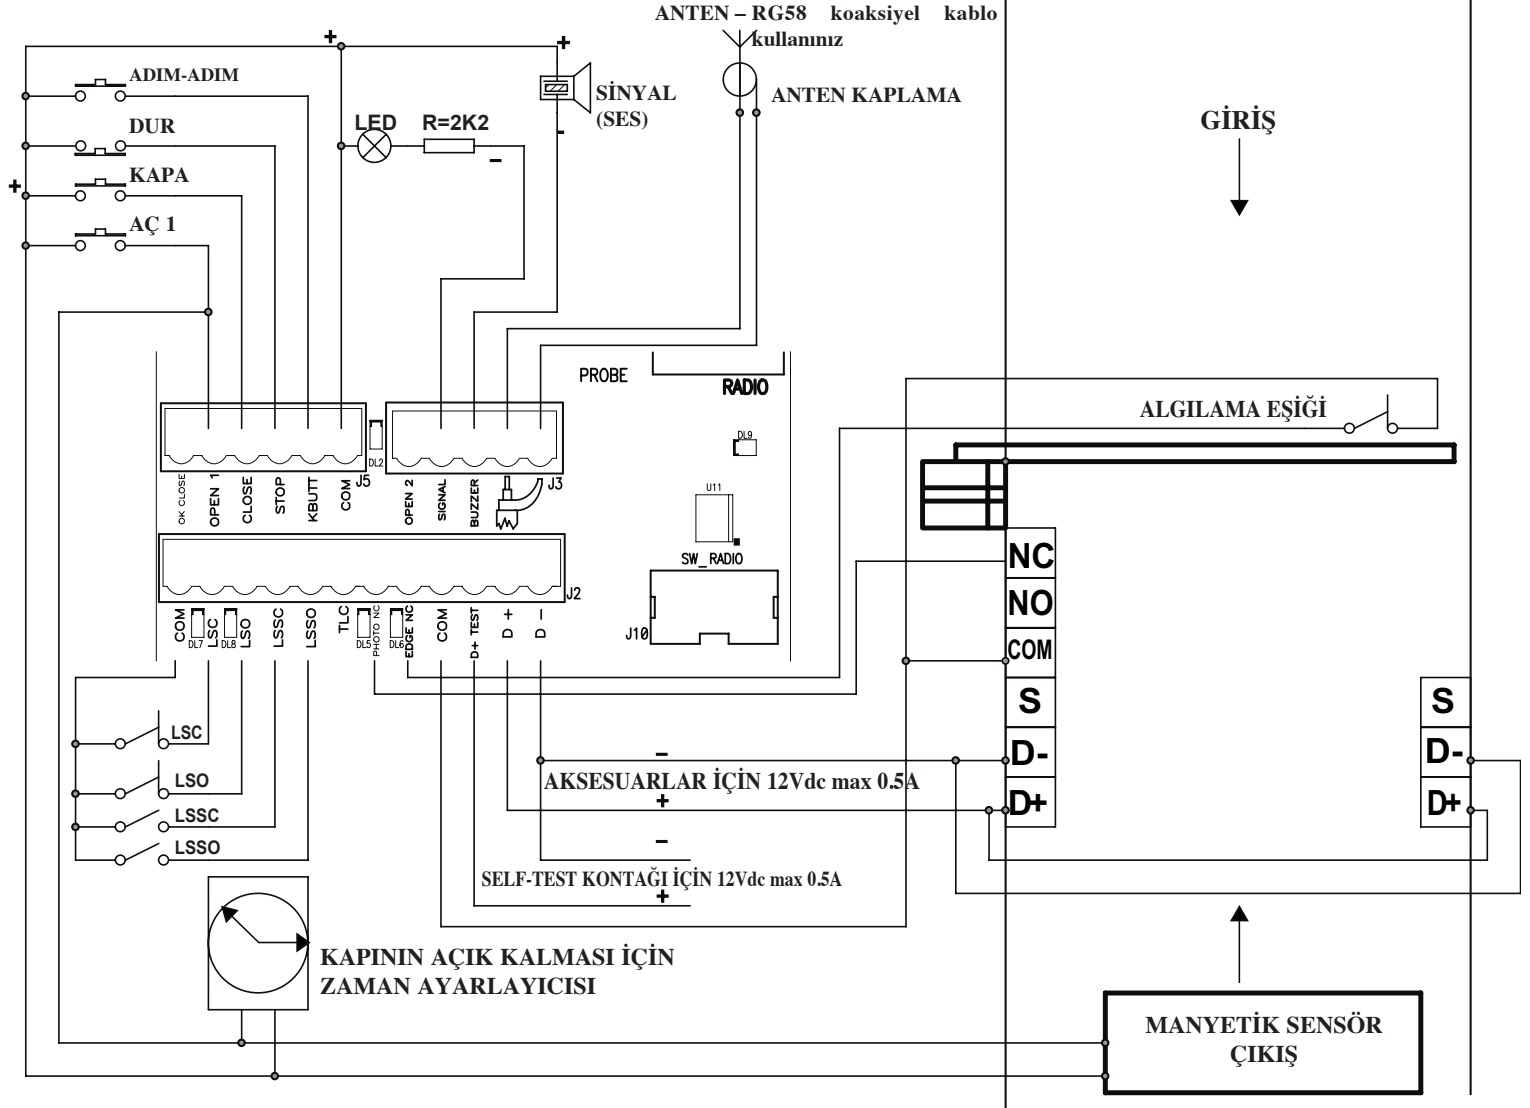 ANTEN – RG58 koaksiyel kablo
kullanınız
+
+
ADIM-ADIM
SİNYAL
(SES)
ANTEN KAPLAMA
GİRİŞ
DUR
LED
R=2K2
-
–
KAPA
+
AÇ 1
PROBE
RADIO
ALGILAMA EŞİĞİ
DL9
DL2
J5
J3
OK CLOSE
OPEN 1
CLOSE
STOP
KBUTT
COM
OPEN 2
SIGNAL
BUZZER
U11
SW_RADIO
J2
J10
COM
DL7
LSC
DL8
LSO
LSSC
LSSO
TLC
DL5
PHOTO NC
DL6
EDGE NC
COM
D+ TEST
D +
D –
NC
NO
COM
S
D-
D+
S
D-
D+
LSC
LSO
LSSC
LSSO
–
AKSESUARLAR İÇİN 12Vdc max 0.5A
+
–
SELF-TEST KONTAĞI İÇİN 12Vdc max 0.5A
+
KAPININ AÇIK KALMASI İÇİN
ZAMAN AYARLAYICISI
MANYETİK SENSÖR
ÇIKIŞ